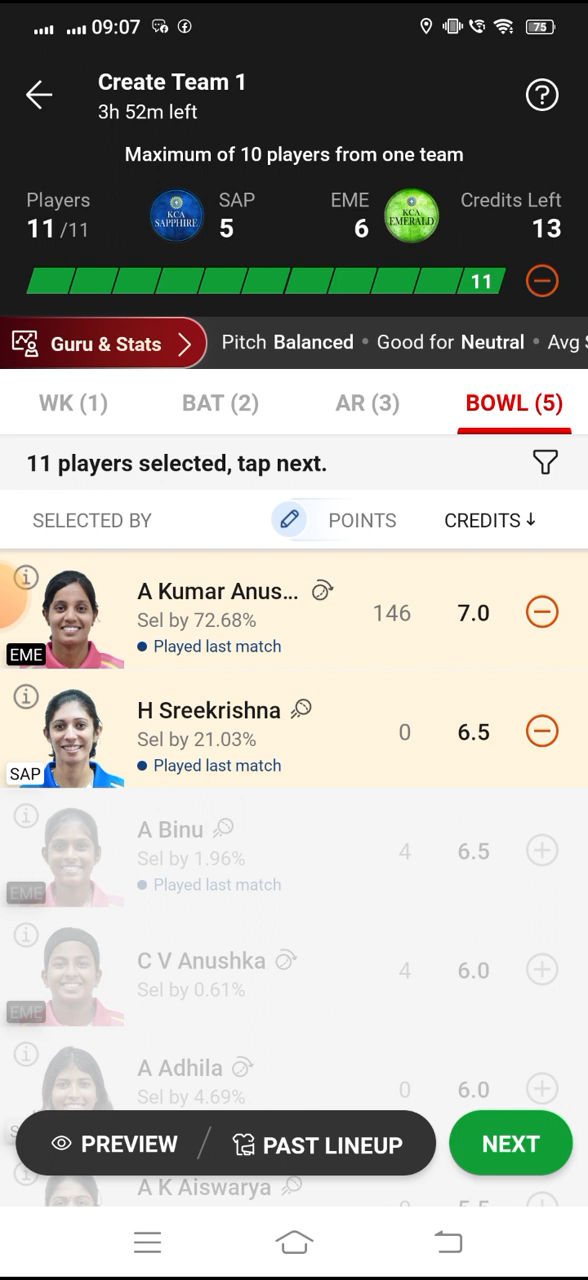 09:07
75
Create Team 1
3h 52m left
Maximum of 10 players from one team
Players
11 /11
KCA SAPPHIRE
SAP
5
EME
6
KCA EMERALD
Credits Left
13
11
Guru & Stats
Pitch Balanced • Good for Neutral • Avg
WK (1) BAT (2) AR (3) BOWL (5)
11 players selected, tap next.
SELECTED BY POINTS CREDITS ↓
A Kumar Anus...
Sel by 72.68%
146 7.0
Played last match
EME
H Sreekrishna
Sel by 21.03%
0 6.5
Played last match
SAP
A Binu
Sel by 1.96%
4 6.5
Played last match
EME
C V Anushka
Sel by 0.61%
4 6.0
EME
A Adhila
Sel by 4.69%
0 6.0
PREVIEW / PAST LINEUP
NEXT
A K Aiswarya